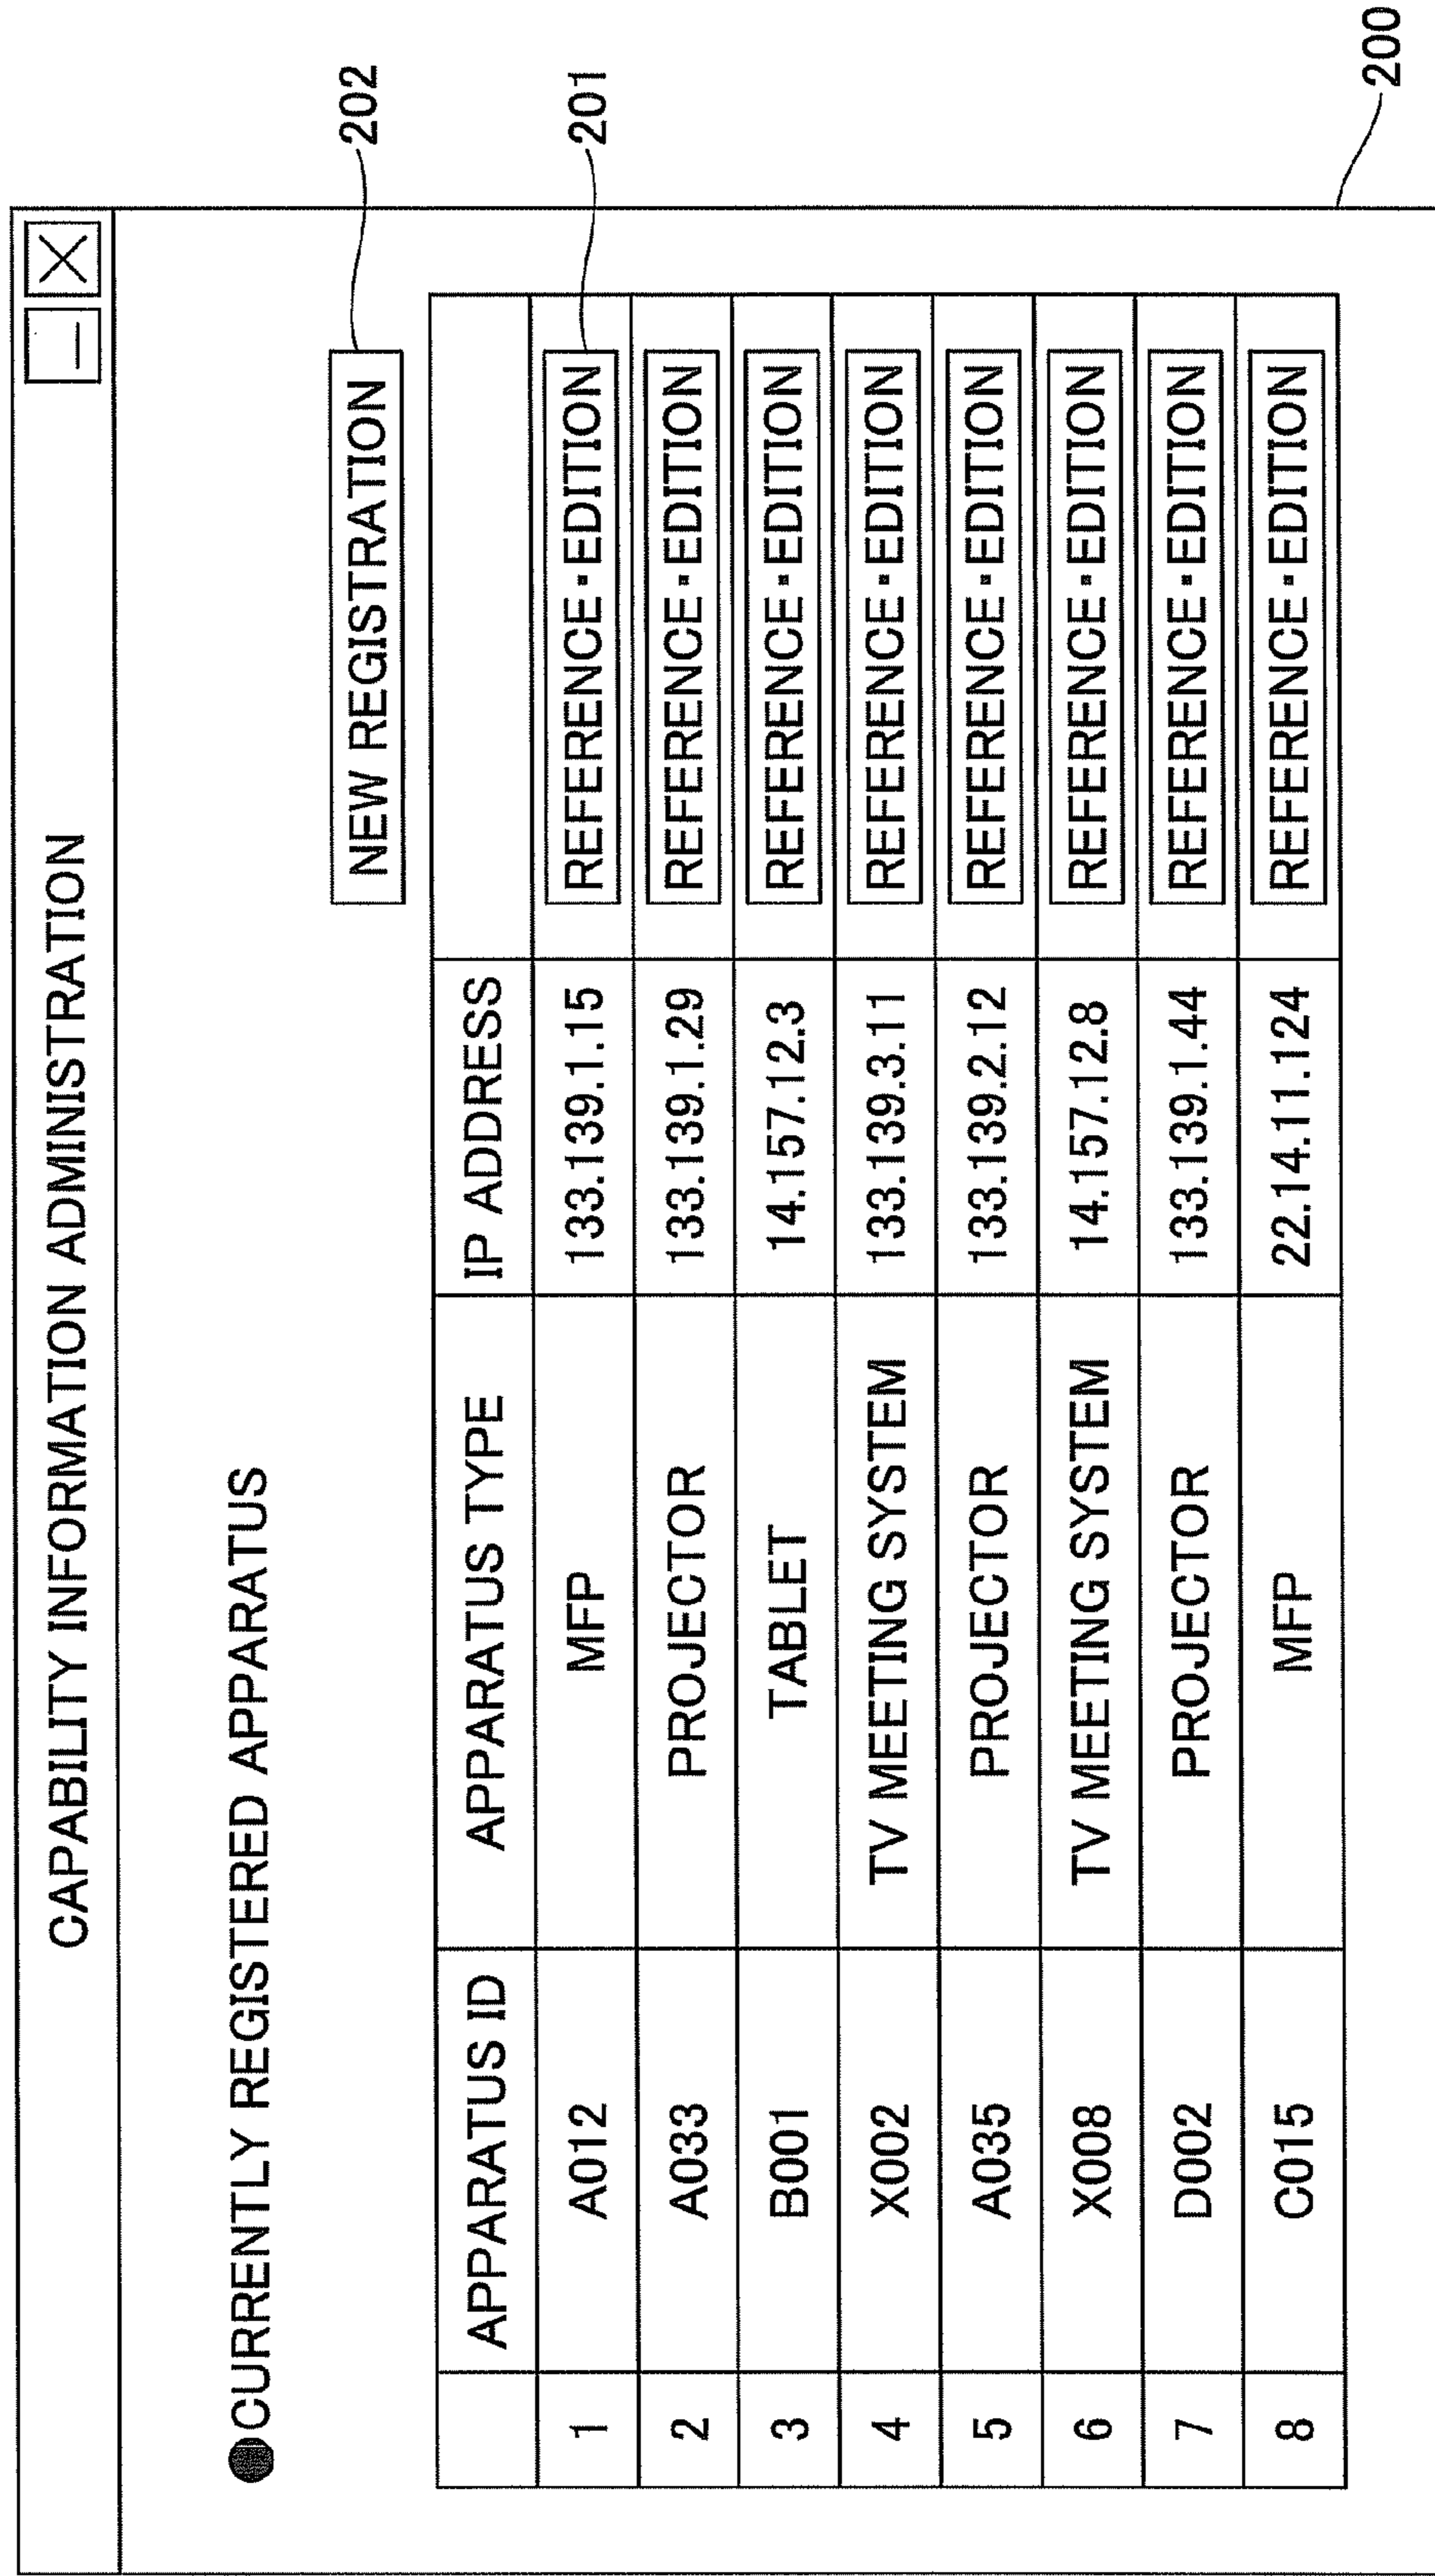 CAPABILITY INFORMATION ADMINISTRATION
●CURRENTLY REGISTERED APPARATUS
NEW REGISTRATION
202
APPARATUS ID APPARATUS TYPE IP ADDRESS
1 A012 MFP 133.139.1.15 REFERENCE▪EDITION
201
2 A033 PROJECTOR 133.139.1.29 REFERENCE▪EDITION
3 B001 TABLET 14.157.12.3 REFERENCE▪EDITION
4 X002 TV MEETING SYSTEM 133.139.3.11 REFERENCE▪EDITION
5 A035 PROJECTOR 133.139.2.12 REFERENCE▪EDITION
6 X008 TV MEETING SYSTEM 14.157.12.8 REFERENCE▪EDITION
7 D002 PROJECTOR 133.139.1.44 REFERENCE▪EDITION
8 C015 MFP 22.14.11.124 REFERENCE▪EDITION
200